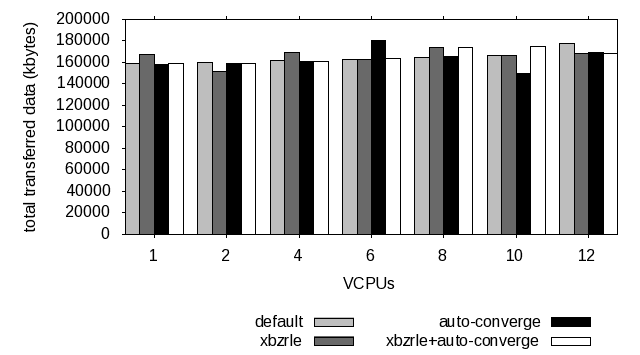 200000
180000
160000
140000
120000
100000
80000
60000
40000
20000
0
total transferred data (kbytes)
1 2 4 6 8 10 12
VCPUs
default auto-converge
xbzrle xbzrle+auto-converge